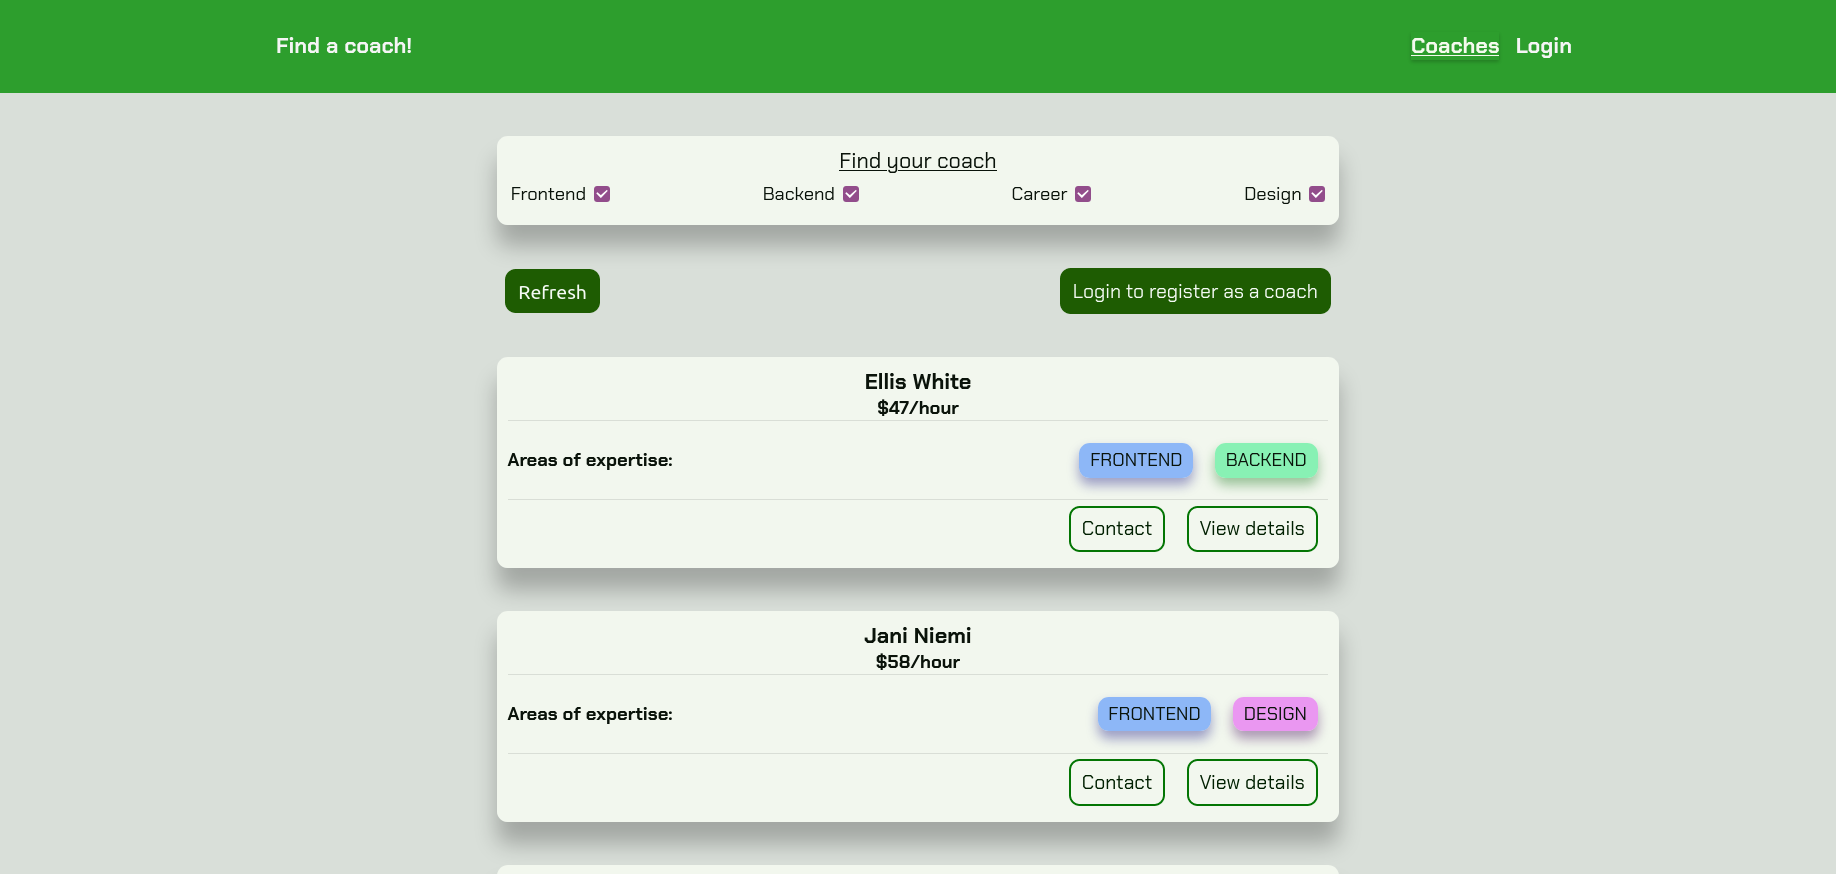 Find a coach! Coaches Login
Find your coach
Frontend Backend Career Design
Refresh Login to register as a coach
Ellis White
$47/hour
Areas of expertise: FRONTEND BACKEND
Contact View details
Jani Niemi
$58/hour
Areas of expertise: FRONTEND DESIGN
Contact View details